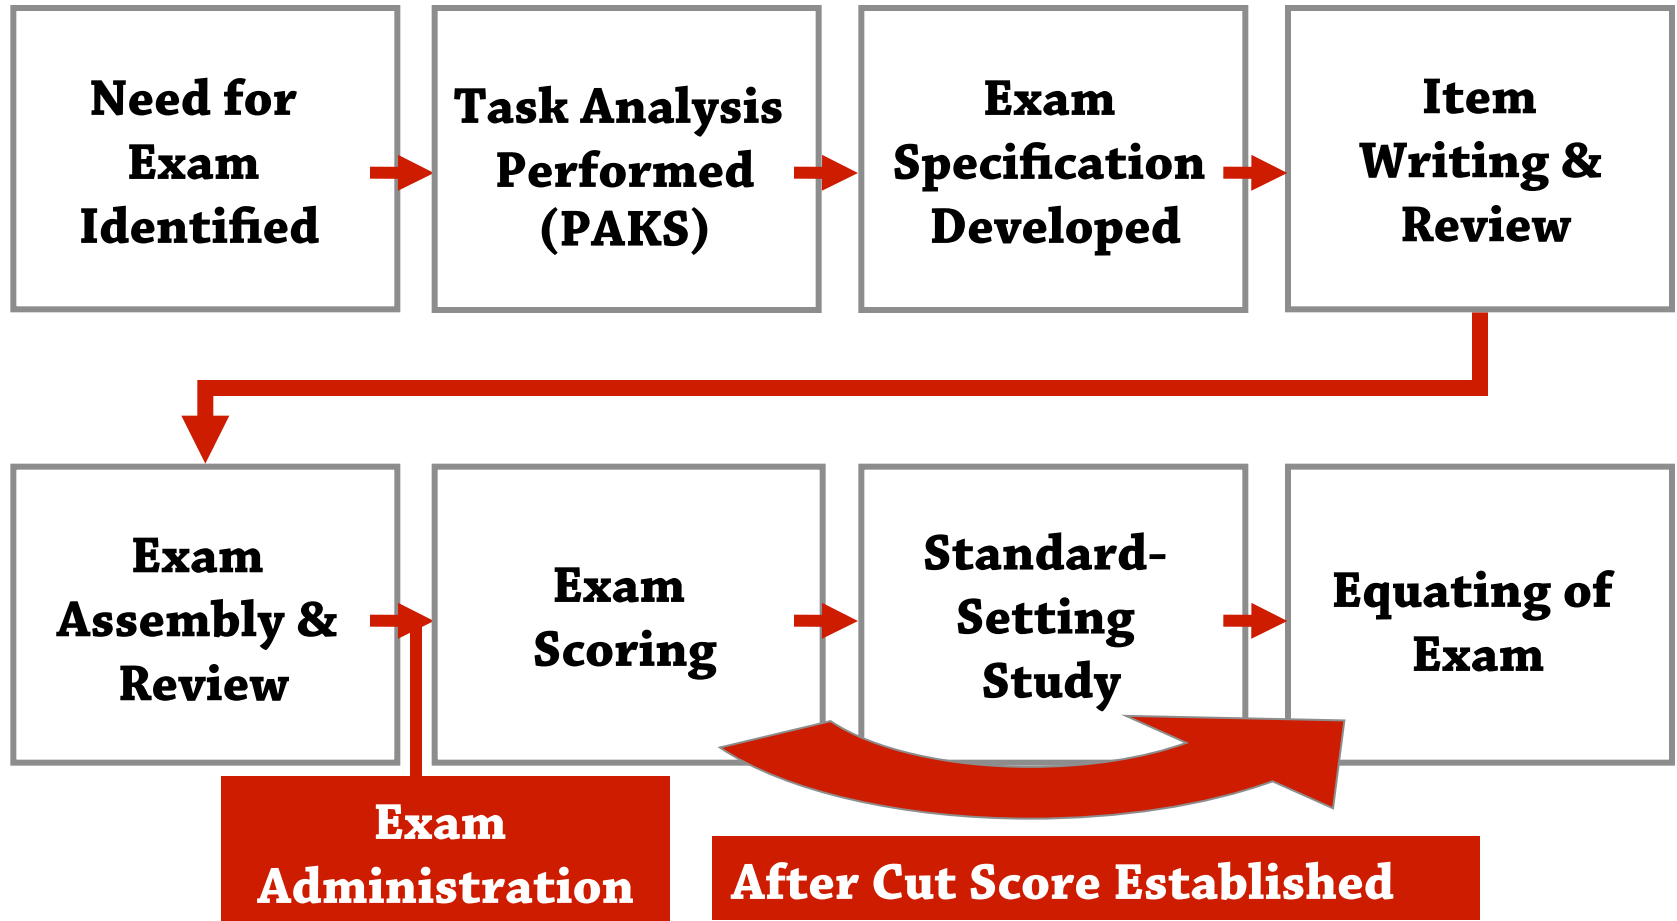 Need for
Exam
Identified
Task Analysis
Performed
(PAKS)
Exam
Specification
Developed
Item
Writing &
Review
Exam
Assembly &
Review
Exam
Scoring
Standard-
Setting
Study
Equating of
Exam
Exam
Administration
After Cut Score Established